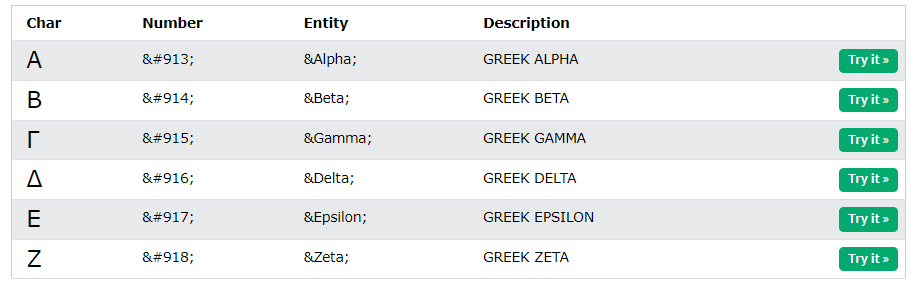 Char Number Entity Description
Α &#913; &Alpha; GREEK ALPHA Try it »
Β &#914; &Beta; GREEK BETA Try it »
Γ &#915; &Gamma; GREEK GAMMA Try it »
Δ &#916; &Delta; GREEK DELTA Try it »
Ε &#917; &Epsilon; GREEK EPSILON Try it »
Ζ &#918; &Zeta; GREEK ZETA Try it »